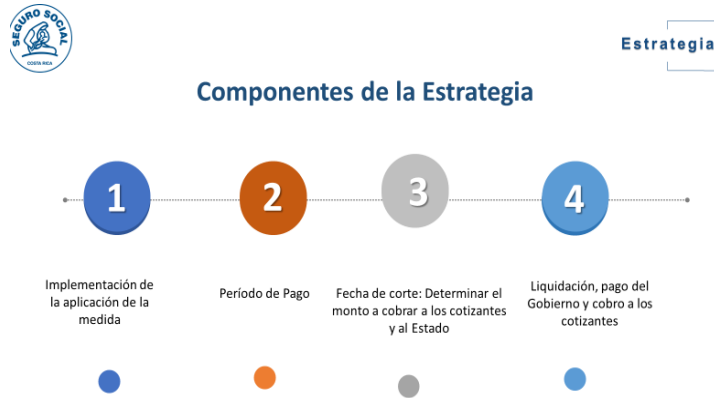 SEGURO SOCIAL
COSTA RICA
Estrategia
Componentes de la Estrategia
1
2
3
4
Implementación de
la aplicación de la
medida
Período de Pago
Fecha de corte: Determinar el
monto a cobrar a los cotizantes
y al Estado
Liquidación, pago del
Gobierno y cobro a los
cotizantes